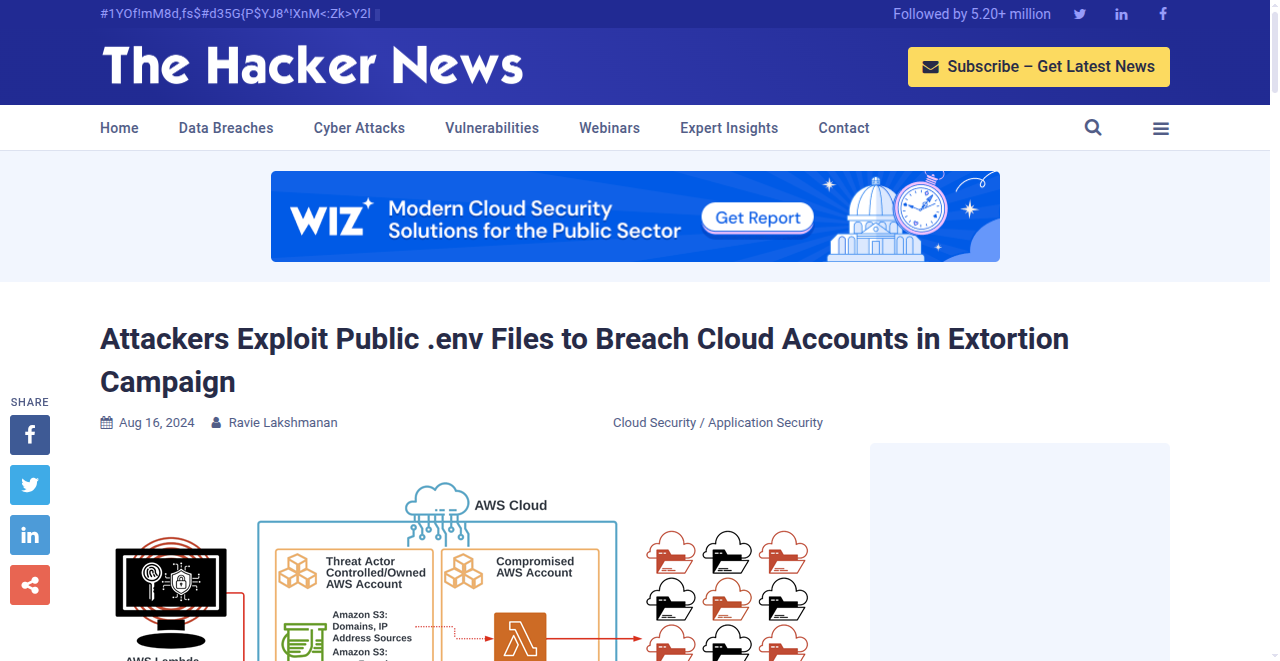 #1YOf!mM8d,fs$#d35G{P$YJ8^!XnM<:Zk>Y2l
Followed by 5.20+ million
The Hacker News
Subscribe – Get Latest News
Home
Data Breaches
Cyber Attacks
Vulnerabilities
Webinars
Expert Insights
Contact
WIZ
Modern Cloud Security
Solutions for the Public Sector
Get Report
Attackers Exploit Public .env Files to Breach Cloud Accounts in Extortion
Campaign
SHARE
Aug 16, 2024
Ravie Lakshmanan
Cloud Security / Application Security
AWS Cloud
Threat Actor
Controlled/Owned
AWS Account
Compromised
AWS Account
Amazon S3:
Domains, IP
Address Sources
Amazon S3:
AWS Lambda